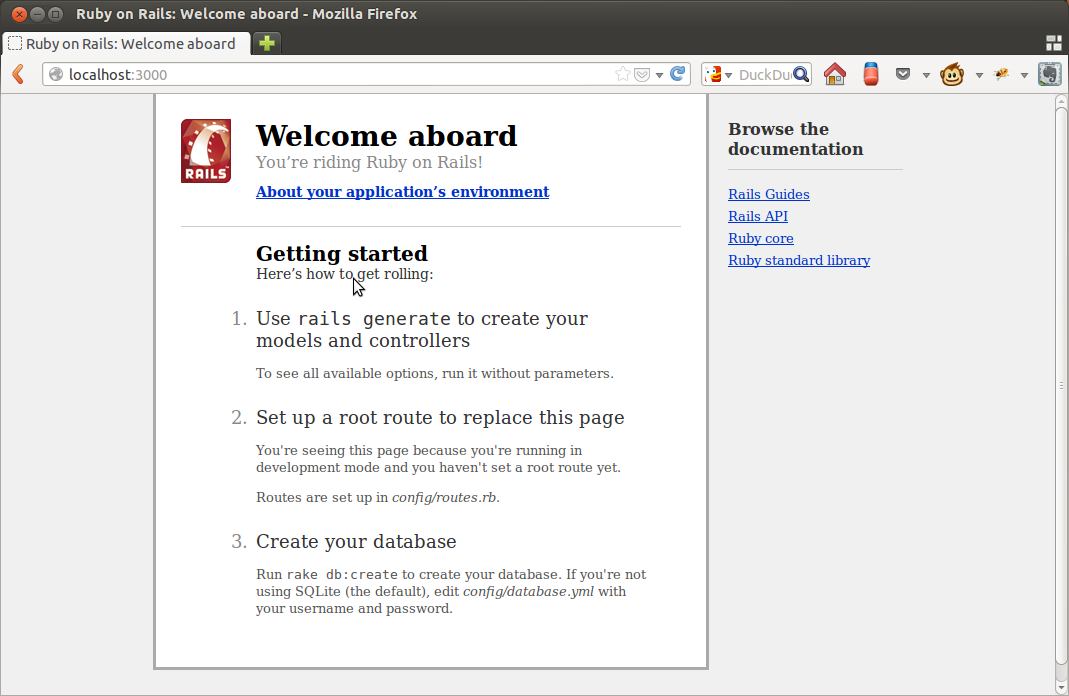 Ruby on Rails: Welcome aboard - Mozilla Firefox
Ruby on Rails: Welcome aboard
localhost:3000
DuckDu
RAILS
Welcome aboard
You’re riding Ruby on Rails!
About your application’s environment
Getting started
Here’s how to get rolling:
1. Use rails generate to create your
models and controllers
To see all available options, run it without parameters.
2. Set up a root route to replace this page
You're seeing this page because you're running in
development mode and you haven't set a root route yet.
Routes are set up in config/routes.rb.
3. Create your database
Run rake db:create to create your database. If you're not
using SQLite (the default), edit config/database.yml with
your username and password.
Browse the
documentation
Rails Guides
Rails API
Ruby core
Ruby standard library